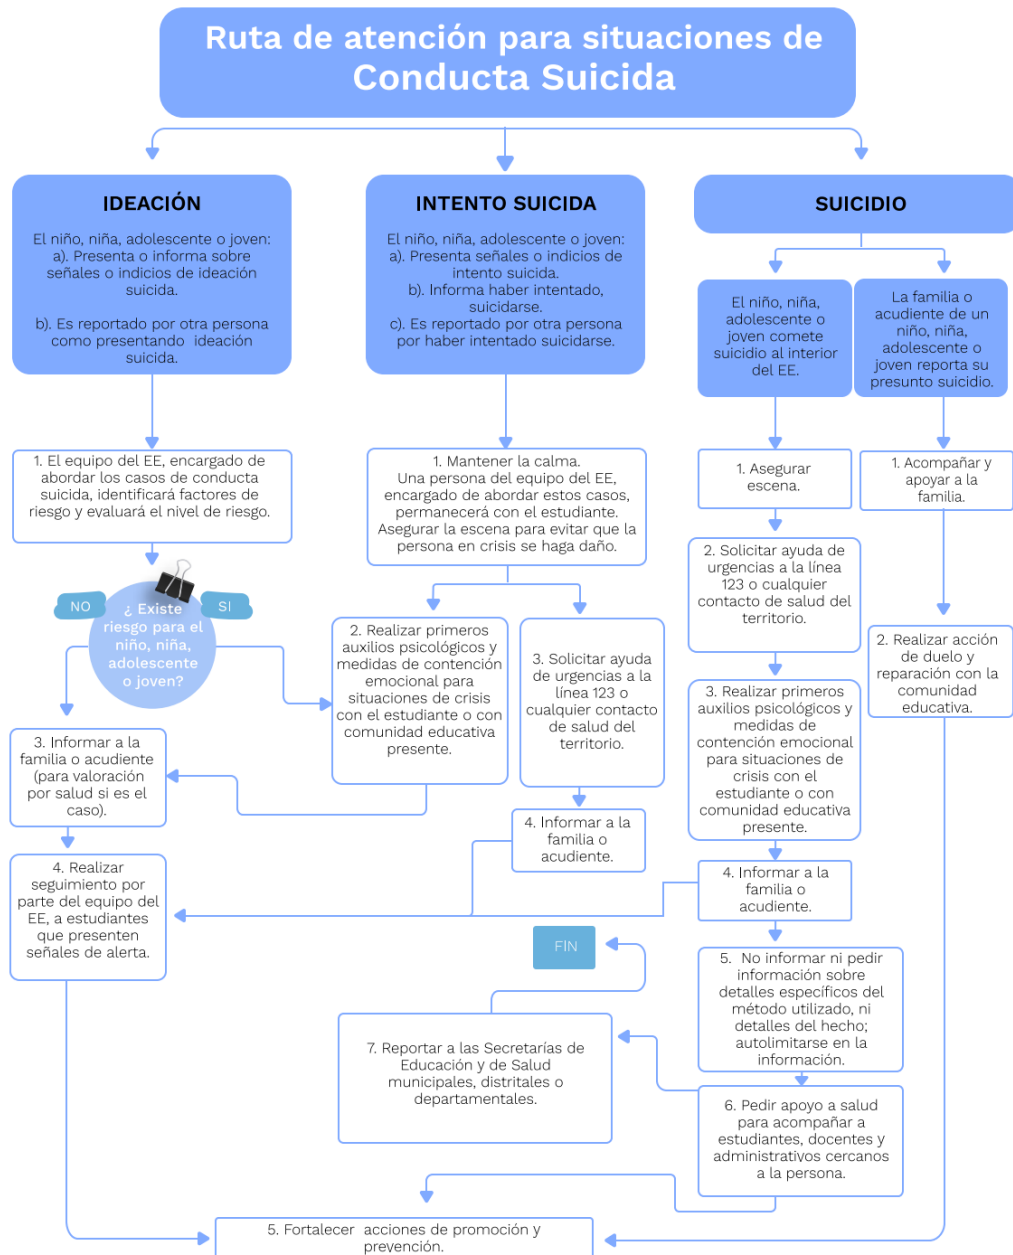 Ruta de atención para situaciones de
Conducta Suicida
IDEACIÓN
El niño, niña, adolescente o joven:
a). Presenta o informa sobre
señales o indicios de ideación
suicida.
b). Es reportado por otra persona
como presentando ideación
suicida.
INTENTO SUICIDA
El niño, niña, adolescente o joven:
a). Presenta señales o indicios de
intento suicida.
b). Informa haber intentado,
suicidarse.
c). Es reportado por otra persona
por haber intentado suicidarse.
SUICIDIO
El niño, niña,
adolescente o
joven comete
suicidio al interior
del EE.
La familia o
acudiente de un
niño, niña,
adolescente o
joven reporta su
presunto suicidio.
1. El equipo del EE, encargado de
abordar los casos de conducta
suicida, identificará factores de
riesgo y evaluará el nivel de riesgo.
1. Mantener la calma.
Una persona del equipo del EE,
encargado de abordar estos casos,
permanecerá con el estudiante.
Asegurar la escena para evitar que la
persona en crisis se haga daño.
1. Asegurar
escena.
1. Acompañar y
apoyar a la
familia.
NO
SI
¿ Existe
riesgo para el
niño, niña,
adolescente
o joven?
2. Realizar primeros
auxilios psicológicos y
medidas de contención
emocional para
situaciones de crisis
con el estudiante o con
comunidad educativa
presente.
3. Solicitar ayuda
de urgencias a la
línea 123 o
cualquier contacto
de salud del
territorio.
2. Solicitar ayuda de
urgencias a la línea
123 o cualquier
contacto de salud del
territorio.
2. Realizar acción
de duelo y
reparación con la
comunidad
educativa.
3. Informar a la
familia o acudiente
(para valoración
por salud si es el
caso).
3. Realizar primeros
auxilios psicológicos y
medidas de
contención emocional
para situaciones de
crisis con el
estudiante o con
comunidad educativa
presente.
4. Informar a la
familia o
acudiente.
4. Realizar
seguimiento por
parte del equipo del
EE, a estudiantes
que presenten
señales de alerta.
4. Informar a la
familia o
acudiente.
FIN
5. No informar ni pedir
información sobre
detalles específicos del
método utilizado, ni
detalles del hecho;
autolimitarse en la
información.
7. Reportar a las Secretarías de
Educación y de Salud
municipales, distritales o
departamentales.
6. Pedir apoyo a salud
para acompañar a
estudiantes, docentes y
administrativos cercanos
a la persona.
5. Fortalecer acciones de promoción y
prevención.